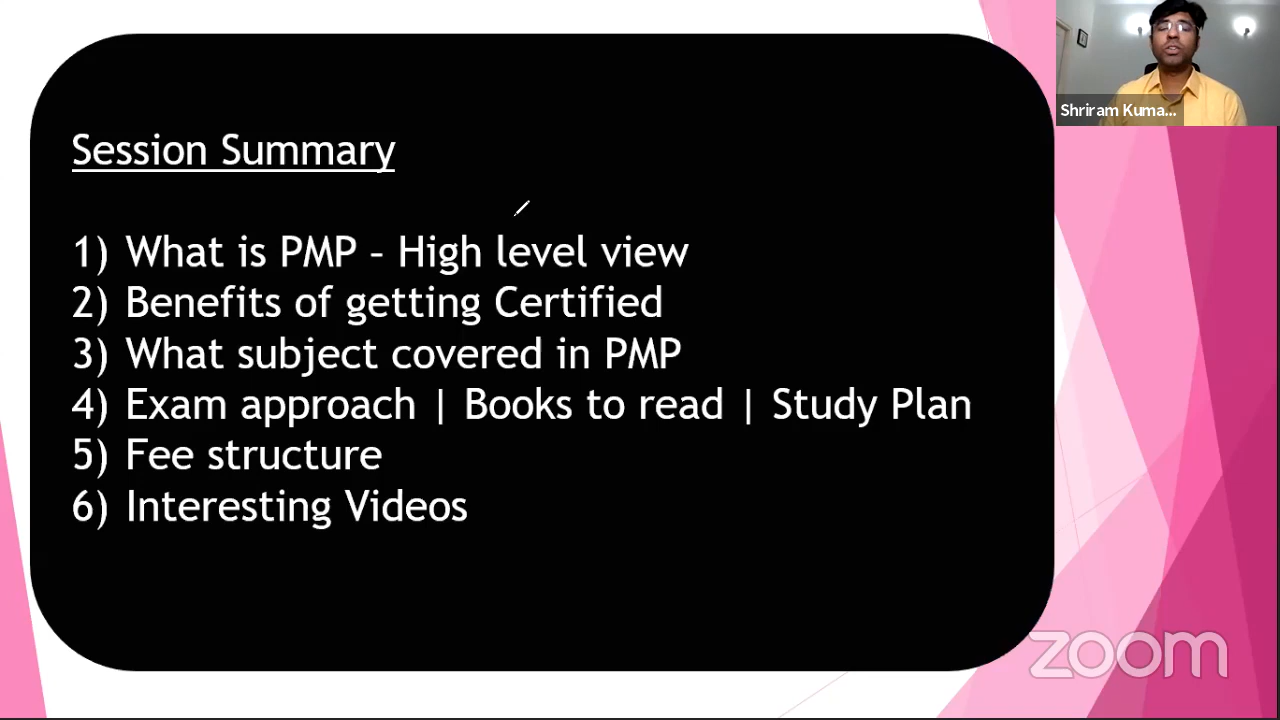 Session Summary
1) What is PMP – High level view
2) Benefits of getting Certified
3) What subject covered in PMP
4) Exam approach | Books to read | Study Plan
5) Fee structure
6) Interesting Videos
Shriram Kuma...
zoom